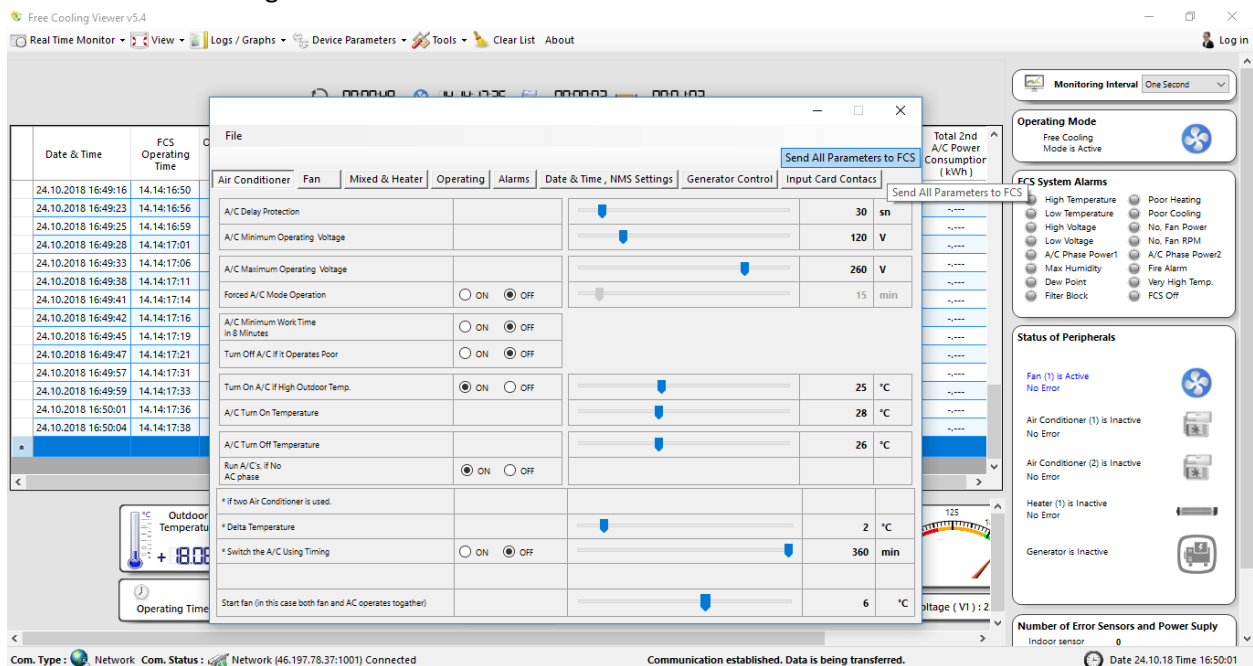 Free Cooling Viewer v5.4
Real Time Monitor View Logs / Graphs Device Parameters Tools Clear List About Log in
Monitoring Interval One Second
Operating Mode
Free Cooling
Mode is Active
FCS System Alarms
High Temperature Poor Heating
Low Temperature Poor Cooling
High Voltage No, Fan Power
Low Voltage No, Fan RPM
A/C Phase Power1 A/C Phase Power2
Max Humidity Fire Alarm
Dew Point Very High Temp.
Filter Block FCS Off
Status of Peripherals
Fan (1) is Active
No Error
Air Conditioner (1) is Inactive
No Error
Air Conditioner (2) is Inactive
No Error
Heater (1) is Inactive
No Error
Generator is Inactive
Number of Error Sensors and Power Suply
Indoor sensor 0
Date & Time
FCS
Operating
Time
Total 2nd
A/C Power
Consumption
( kWh )
24.10.2018 16:49:16 14.14:16:50
24.10.2018 16:49:23 14.14:16:56 -,---
24.10.2018 16:49:25 14.14:16:59 -,---
24.10.2018 16:49:28 14.14:17:01 -,---
24.10.2018 16:49:33 14.14:17:06 -,---
24.10.2018 16:49:38 14.14:17:11 -,---
24.10.2018 16:49:41 14.14:17:14 -,---
24.10.2018 16:49:42 14.14:17:16 -,---
24.10.2018 16:49:45 14.14:17:19 -,---
24.10.2018 16:49:47 14.14:17:21 -,---
24.10.2018 16:49:57 14.14:17:31 -,---
24.10.2018 16:49:59 14.14:17:33 -,---
24.10.2018 16:50:01 14.14:17:36 -,---
24.10.2018 16:50:04 14.14:17:38 -,---
File
Send All Parameters to FCS
Air Conditioner Fan Mixed & Heater Operating Alarms Date & Time , NMS Settings Generator Control Input Card Contacs
Send All Parameters to FCS
A/C Delay Protection 30 sn
A/C Minimum Operating Voltage 120 V
A/C Maximum Operating Voltage 260 V
Forced A/C Mode Operation ON OFF 15 min
A/C Minimum Work Time
in 8 Minutes ON OFF
Turn Off A/C If it Operates Poor ON OFF
Turn On A/C if High Outdoor Temp. ON OFF 25 °C
A/C Turn On Temperature 28 °C
A/C Turn Off Temperature 26 °C
Run A/C's, if No
AC phase ON OFF
* if two Air Conditioner is used.
* Delta Temperature 2 °C
* Switch the A/C Using Timing ON OFF 360 min
Start fan (in this case both fan and AC operates togather) 6 °C
°C
125
Operating Time
Com. Type : Network Com. Status : Network (46.197.78.37:1001) Connected Communication established. Data is being transferred. Date 24.10.18 Time 16:50:01